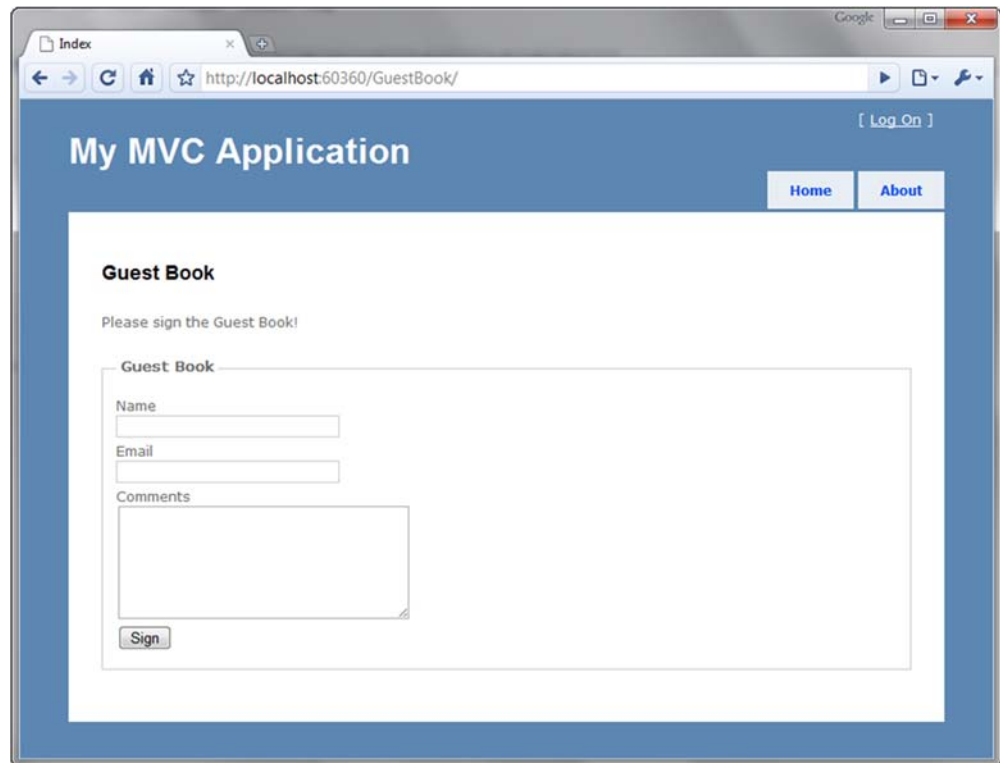 Google
Index
http://localhost:60360/GuestBook/
[ Log On ]
My MVC Application
Home
About
Guest Book
Please sign the Guest Book!
Guest Book
Name
Email
Comments
Sign